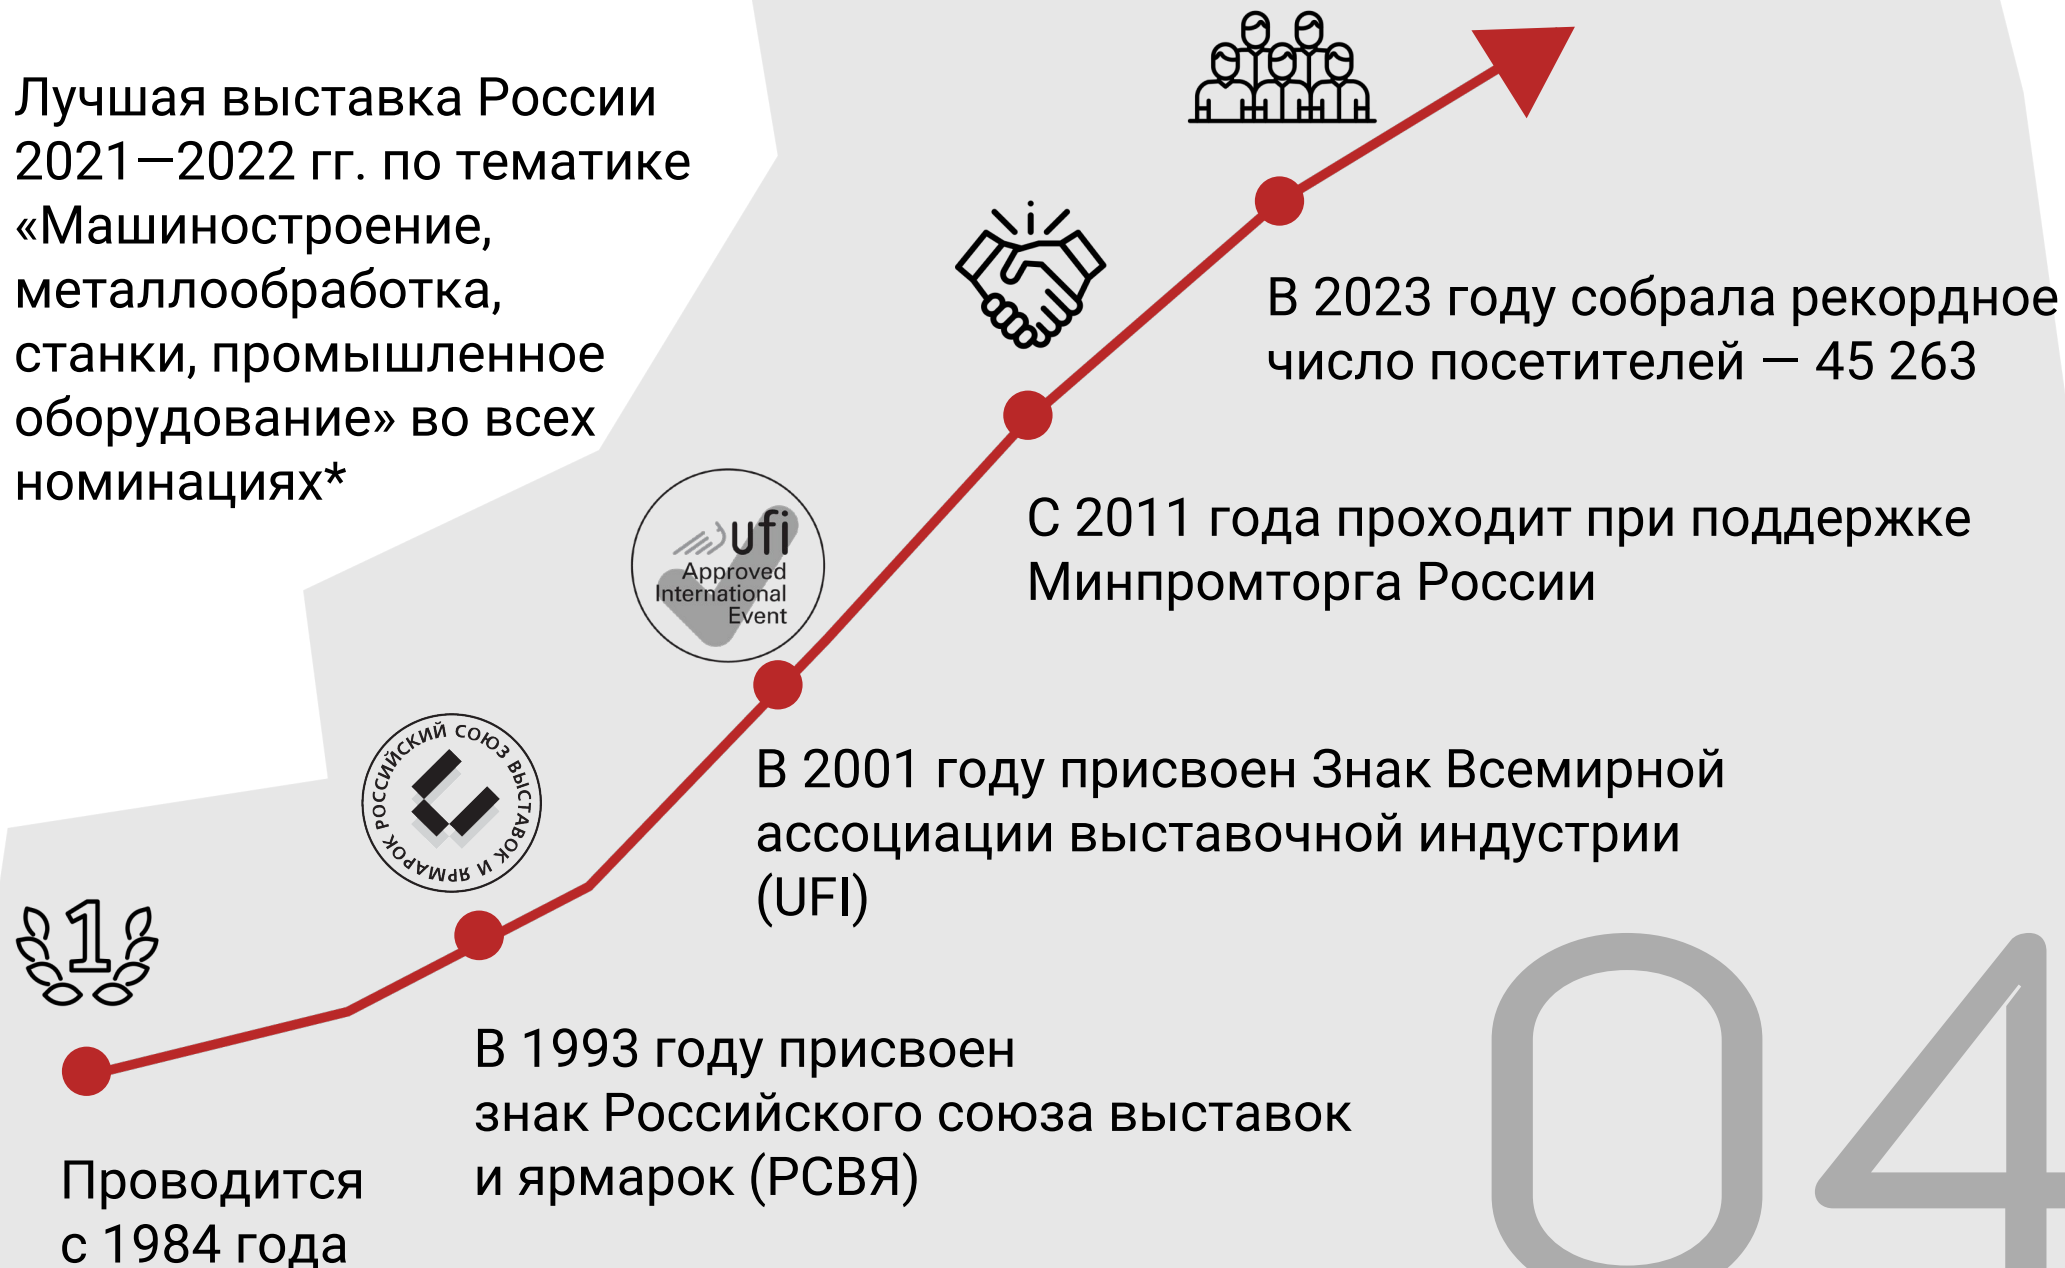 Лучшая выставка России
2021—2022 гг. по тематике
«Машиностроение,
металлообработка,
станки, промышленное
оборудование» во всех
номинациях*
В 2023 году собрала рекордное
число посетителей — 45 263
С 2011 года проходит при поддержке
Минпромторга России
ufi
Approved
International
Event
В 2001 году присвоен Знак Всемирной
ассоциации выставочной индустрии
(UFI)
РОССИЙСКИЙ СОЮЗ ВЫСТАВОК И ЯРМАРОК
В 1993 году присвоен
знак Российского союза выставок
и ярмарок (РСВЯ)
1
Проводится
с 1984 года
04